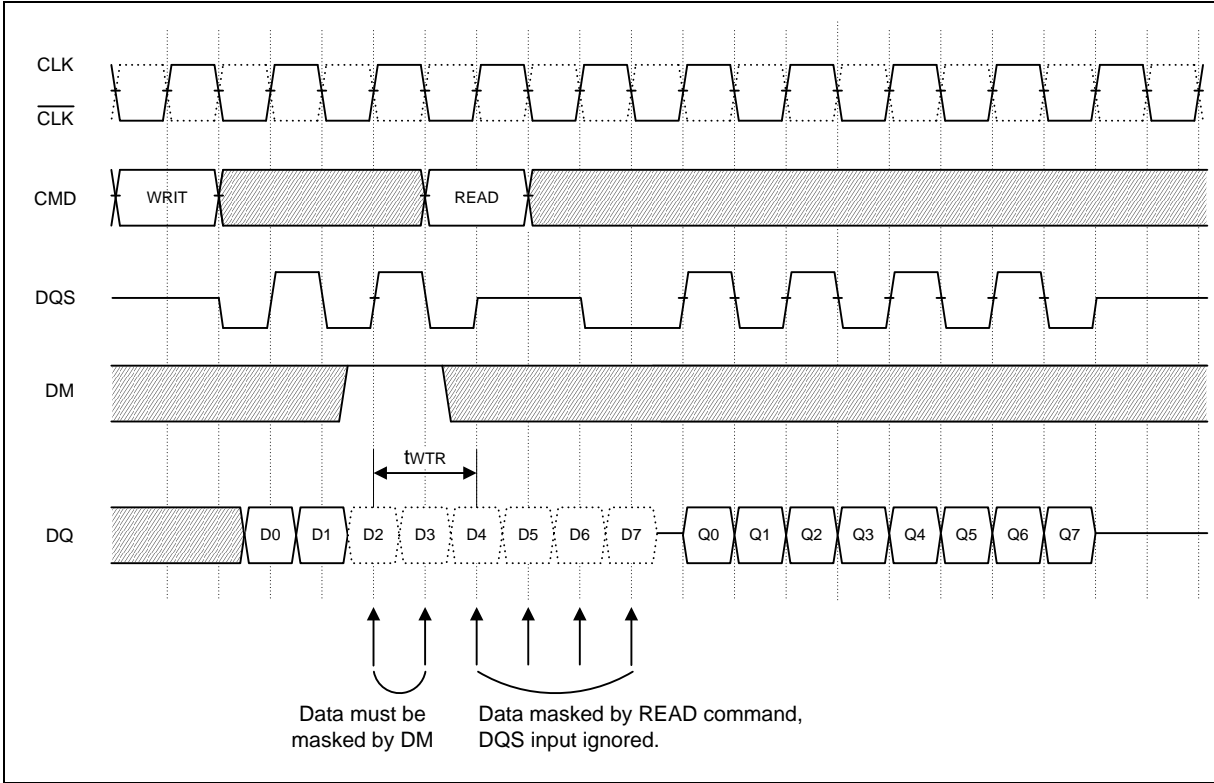 CLK
CLK
CMD WRIT READ
DQS
DM
tWTR
DQ D0 D1 D2 D3 D4 D5 D6 D7 Q0 Q1 Q2 Q3 Q4 Q5 Q6 Q7
Data must be
masked by DM
Data masked by READ command,
DQS input ignored.